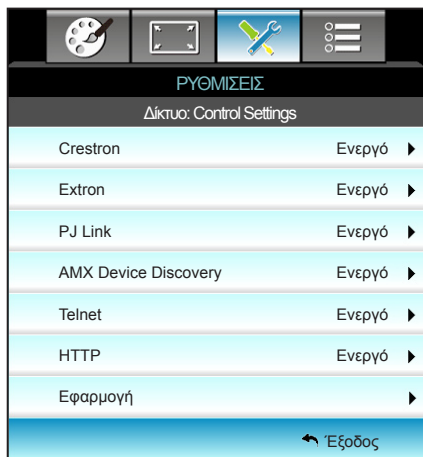 ΡΥΘΜΙΣΕΙΣ
Δίκτυο: Control Settings
Crestron Ενεργό
Extron Ενεργό
PJ Link Ενεργό
AMX Device Discovery Ενεργό
Telnet Ενεργό
HTTP Ενεργό
Εφαρμογή
Έξοδος